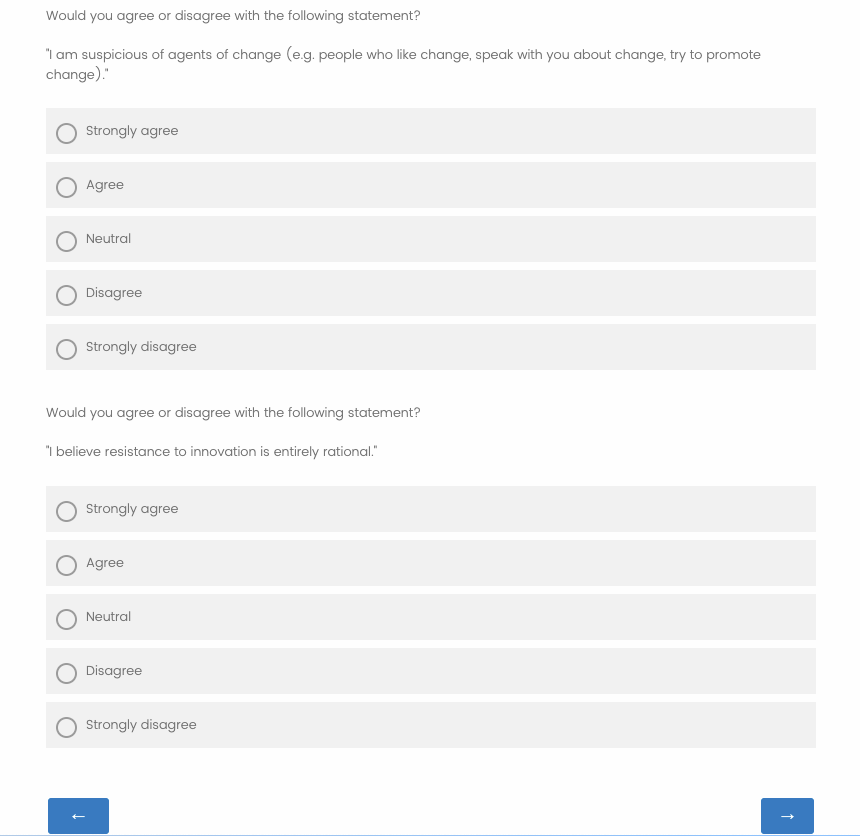 Would you agree or disagree with the following statement?
"I am suspicious of agents of change (e.g. people who like change, speak with you about change, try to promote
change)."
Strongly agree
Agree
Neutral
Disagree
Strongly disagree
Would you agree or disagree with the following statement?
"I believe resistance to innovation is entirely rational."
Strongly agree
Agree
Neutral
Disagree
Strongly disagree
← →